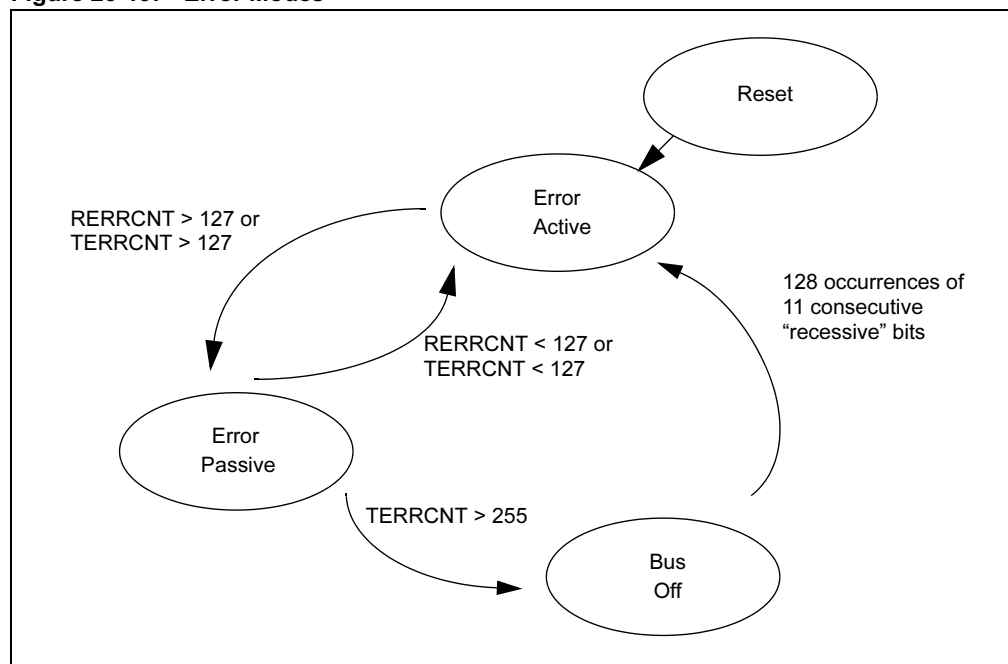 Reset
Error
Active
RERRCNT > 127 or
TERRCNT > 127
128 occurrences of
11 consecutive
“recessive” bits
RERRCNT < 127 or
TERRCNT < 127
Error
Passive
TERRCNT > 255
Bus
Off